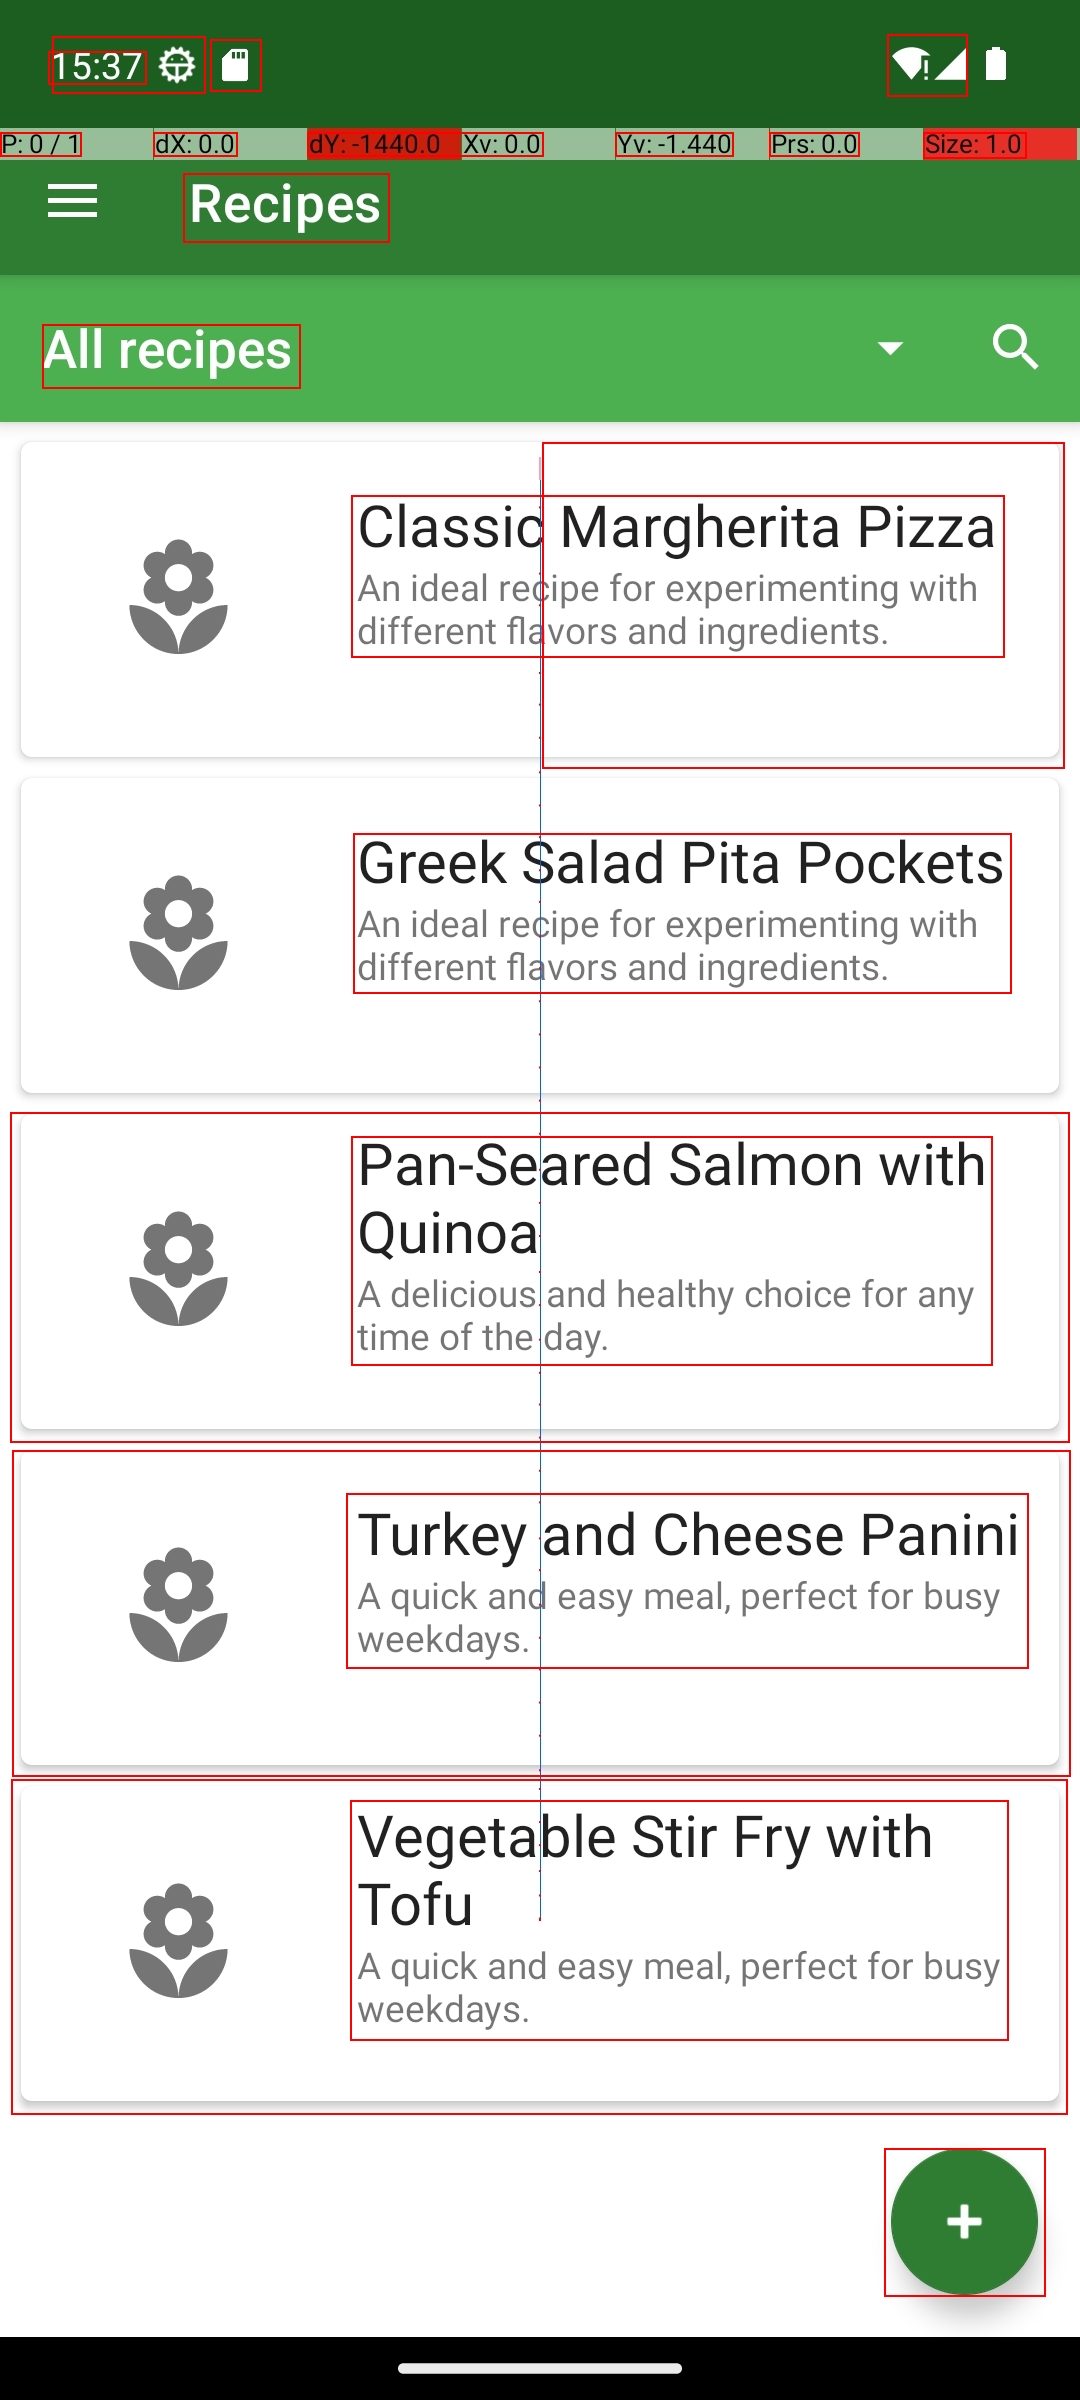 15:37
P: 0 / 1 dX: 0.0 dY: -1440.0 Xv: 0.0 Yv: -1.440 Prs: 0.0 Size: 1.0
Recipes
All recipes
Classic Margherita Pizza
An ideal recipe for experimenting with
different flavors and ingredients.
Greek Salad Pita Pockets
An ideal recipe for experimenting with
different flavors and ingredients.
Pan-Seared Salmon with
Quinoa
A delicious and healthy choice for any
time of the day.
Turkey and Cheese Panini
A quick and easy meal, perfect for busy
weekdays.
Vegetable Stir Fry with
Tofu
A quick and easy meal, perfect for busy
weekdays.